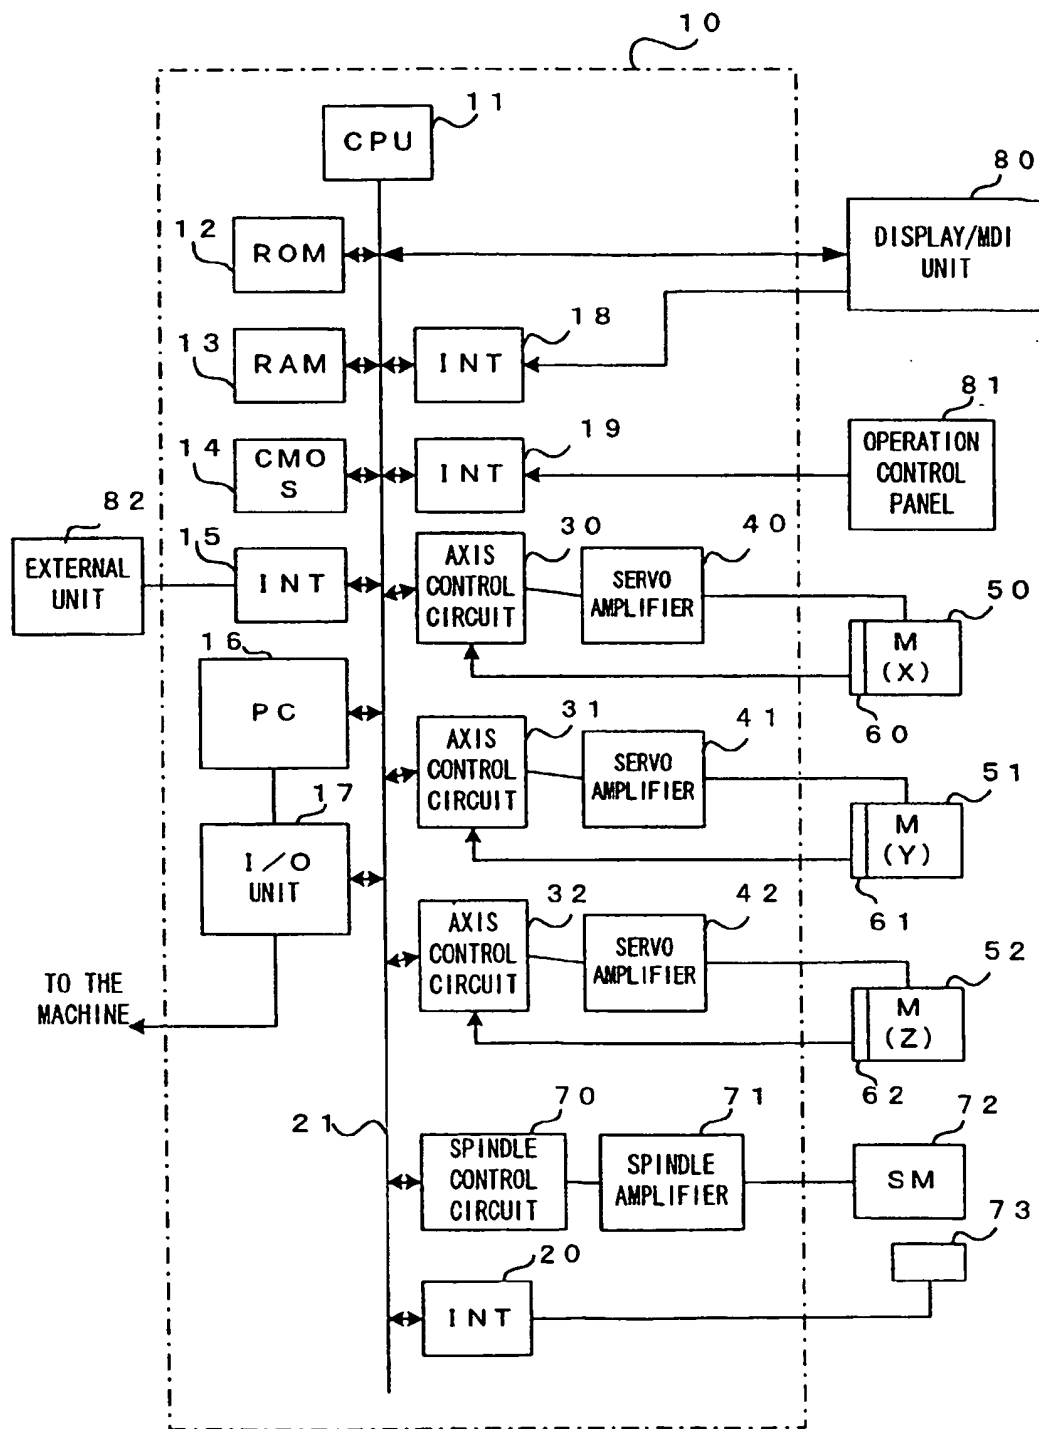 10
11
CPU
80
12
ROM
DISPLAY/MDI
UNIT
18
13
RAM
INT
81
19
14
CMO
S
INT
OPERATION
CONTROL
PANEL
82
15
30
40
EXTERNAL
UNIT
INT
AXIS
CONTROL
CIRCUIT
SERVO
AMPLIFIER
50
M
(X)
16
PC
60
31
41
AXIS
CONTROL
CIRCUIT
SERVO
AMPLIFIER
51
17
M
(Y)
I/O
UNIT
61
32
42
AXIS
CONTROL
CIRCUIT
SERVO
AMPLIFIER
52
TO THE
MACHINE
M
(Z)
62
21
70
71
72
SPINDLE
CONTROL
CIRCUIT
SPINDLE
AMPLIFIER
SM
73
20
INT